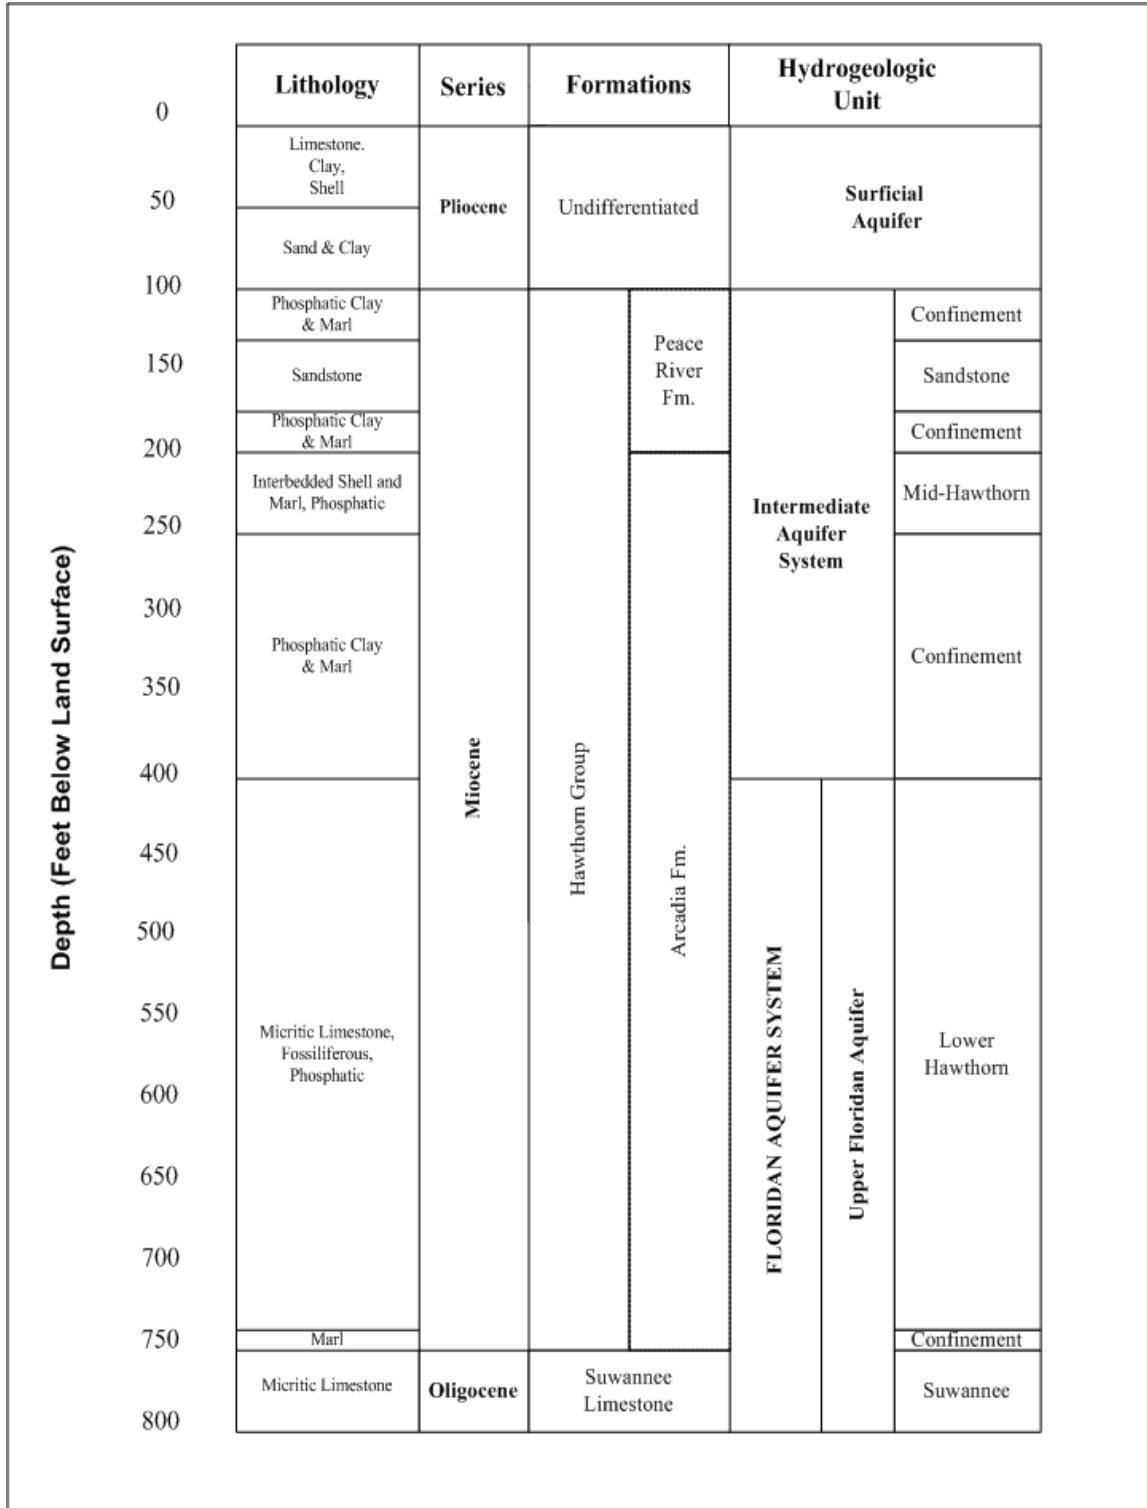 Lithology
Series
Formations
Hydrogeologic
Unit
0
Limestone.
Clay,
Shell
50
Pliocene
Undifferentiated
Surficial
Aquifer
Sand & Clay
100
Phosphatic Clay
& Marl
Confinement
150
Sandstone
Peace
River
Fm.
Sandstone
Phosphatic Clay
& Marl
Confinement
200
Interbedded Shell and
Marl, Phosphatic
Intermediate
Aquifer
System
Mid-Hawthorn
250
300
Phosphatic Clay
& Marl
Confinement
350
Depth (Feet Below Land Surface)
Miocene
Hawthorn Group
Arcadia Fm.
400
450
500
550
FLORIDAN AQUIFER SYSTEM
Upper Floridan Aquifer
Micritic Limestone,
Fossiliferous,
Phosphatic
Lower
Hawthorn
600
650
700
750
Marl
Confinement
Micritic Limestone
Oligocene
Suwannee
Limestone
Suwannee
800